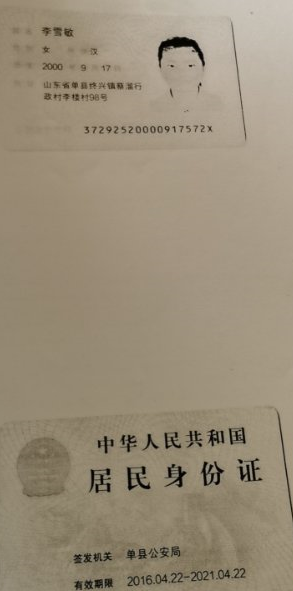 李雪敏
女 汉
2000 9 17
山东省单县终兴镇蔡溜行
政村李楼村98号
37292520000917572X
中华人民共和国
居民身份证
签发机关 单县公安局
有效期限 2016.04.22-2021.04.22